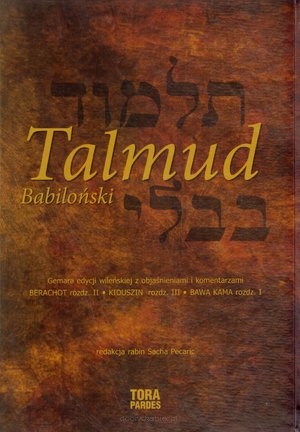 תלמוד
Talmud
Babiloński
בבלי
Gemara edycji wileńskiej z objaśnieniami i komentarzami
BERACHOT rozdz. II • KIDUSZIN rozdz. III • BAWA KAMA rozdz. I
redakcja rabin Sacha Pecaric
TORA
PARDES